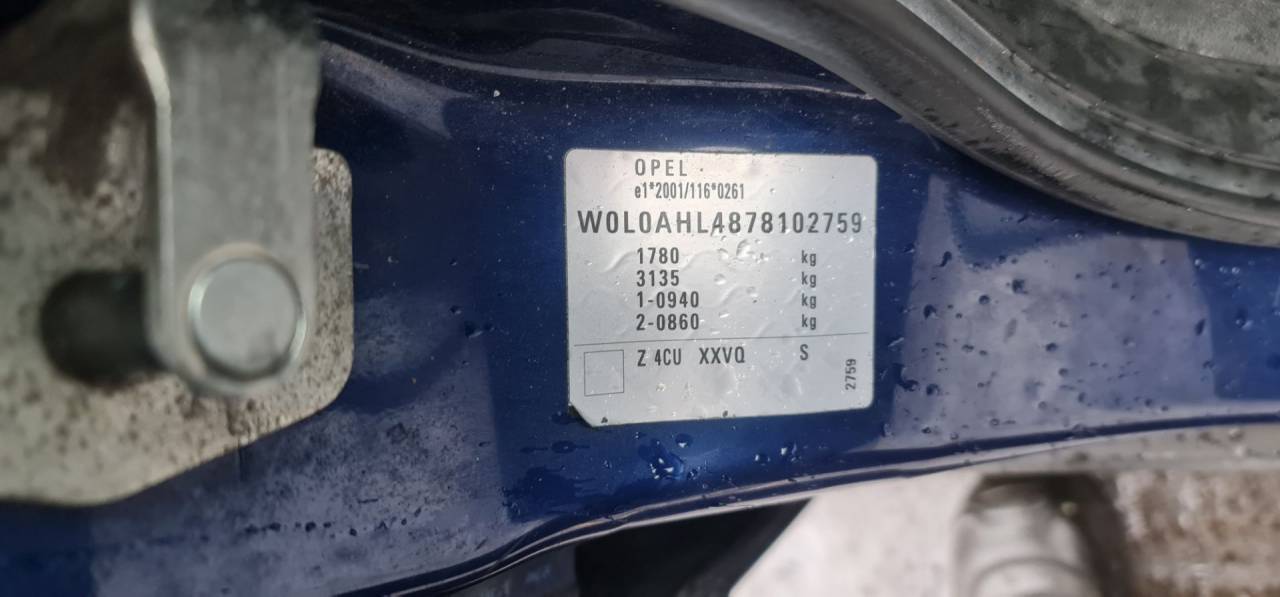 OPEL
e1*2001/116*0261
W0L0AHL4878102759
1780 kg
3135 kg
1-0940 kg
2-0860 kg
Z 4CU XXVQ S
2759